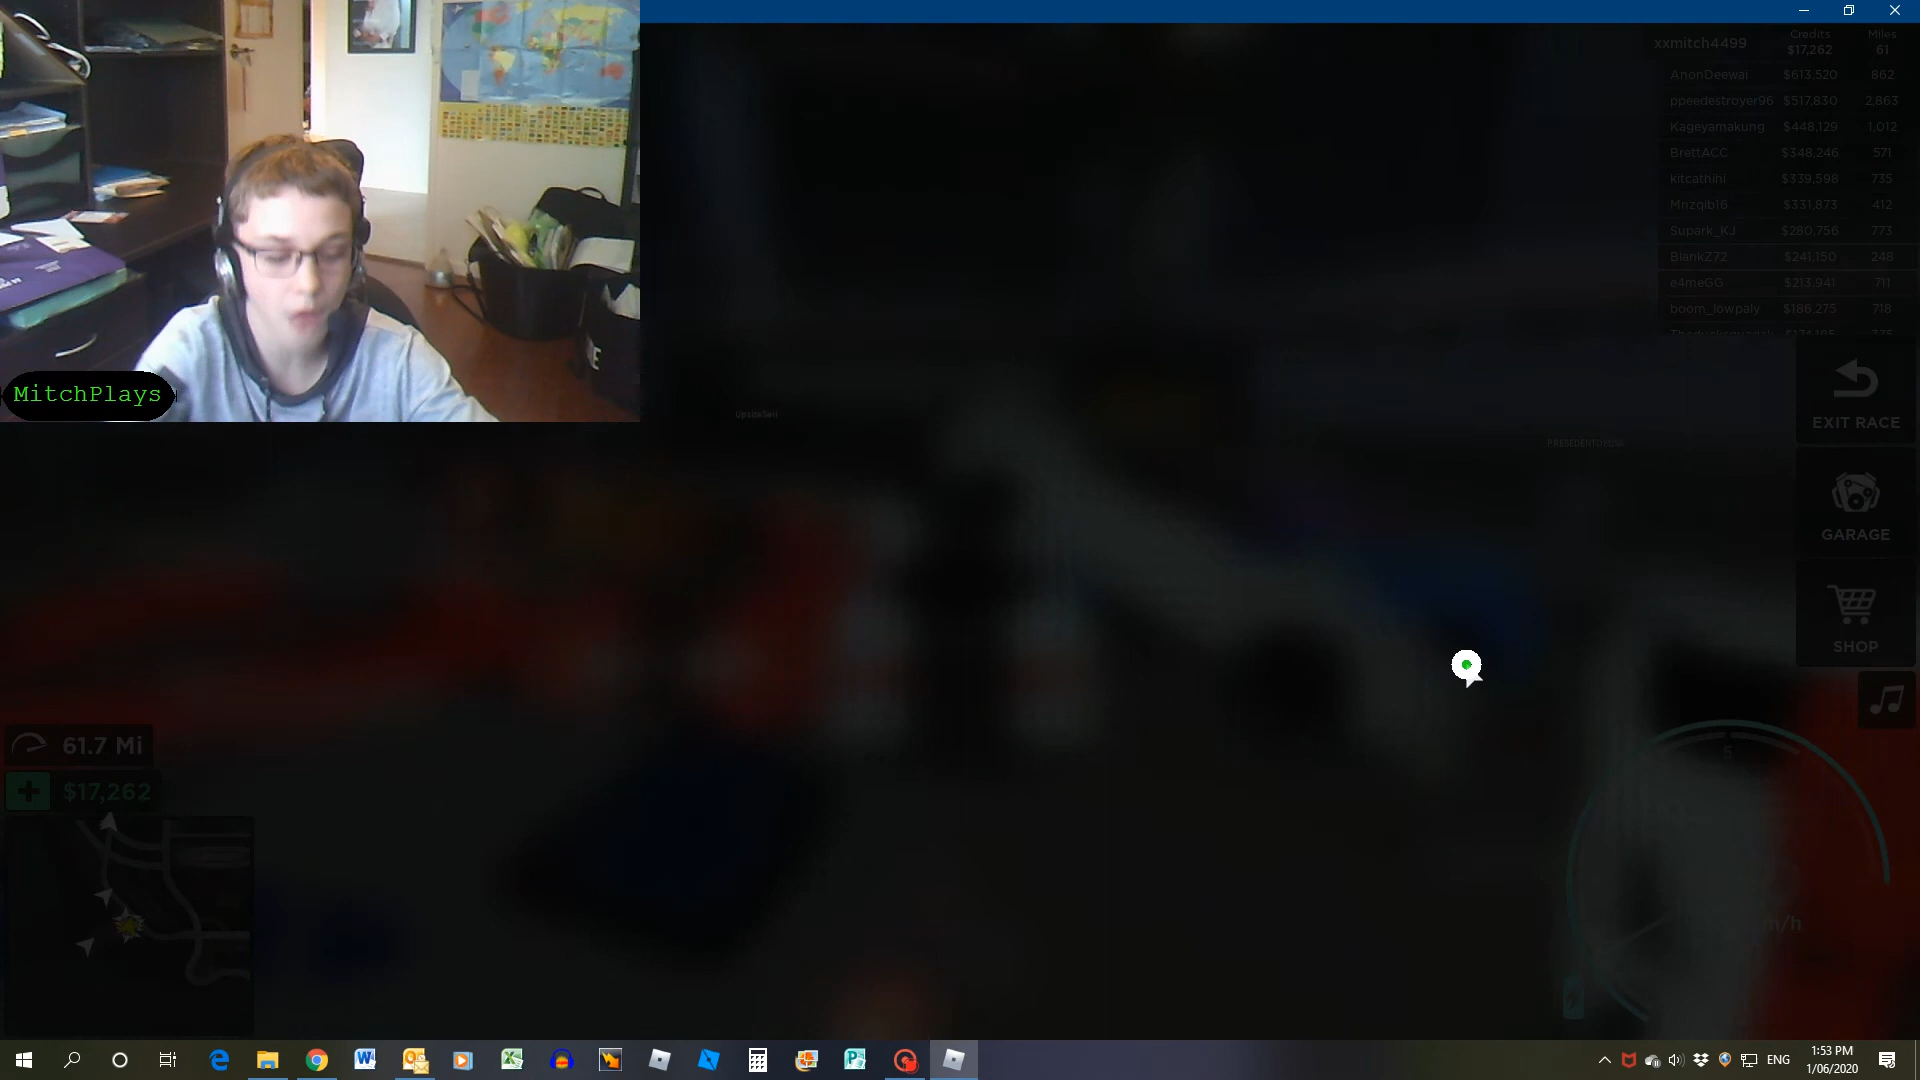 xxmitch4499 Credits $17,262 Miles 61
AnonDeewai $613,520 862
ppeedestroyer96 $517,830 2,863
Kageyamakung $448,129 1,012
BrettACC $348,246 571
kitcathihi $339,598 735
Mnzqib16 $331,873 412
Supark_KJ $280,756 773
BlankZ72 $241,150 248
e4meGG $213,941 711
boom_lowpaly $186,275 718
MitchPlays
EXIT RACE
GARAGE
SHOP
61.7 Mi
$17,262
5
E
ENG
1:53 PM
1/06/2020